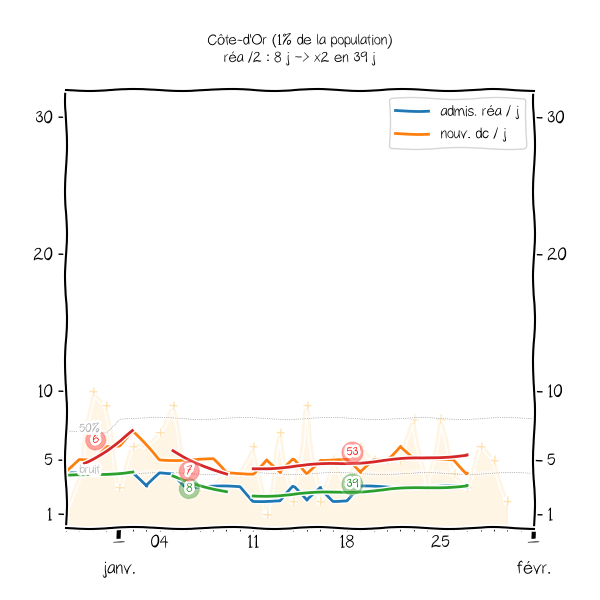 Côte-d'Or (1% de la population)
réa /2 : 8 j -> x2 en 39 j
admis. réa / j
nouv. dc / j
30 30
20 20
10 10
50%
6
53
5 7 5
bruit
8 39
1 1
04 11 18 25
janv. févr.